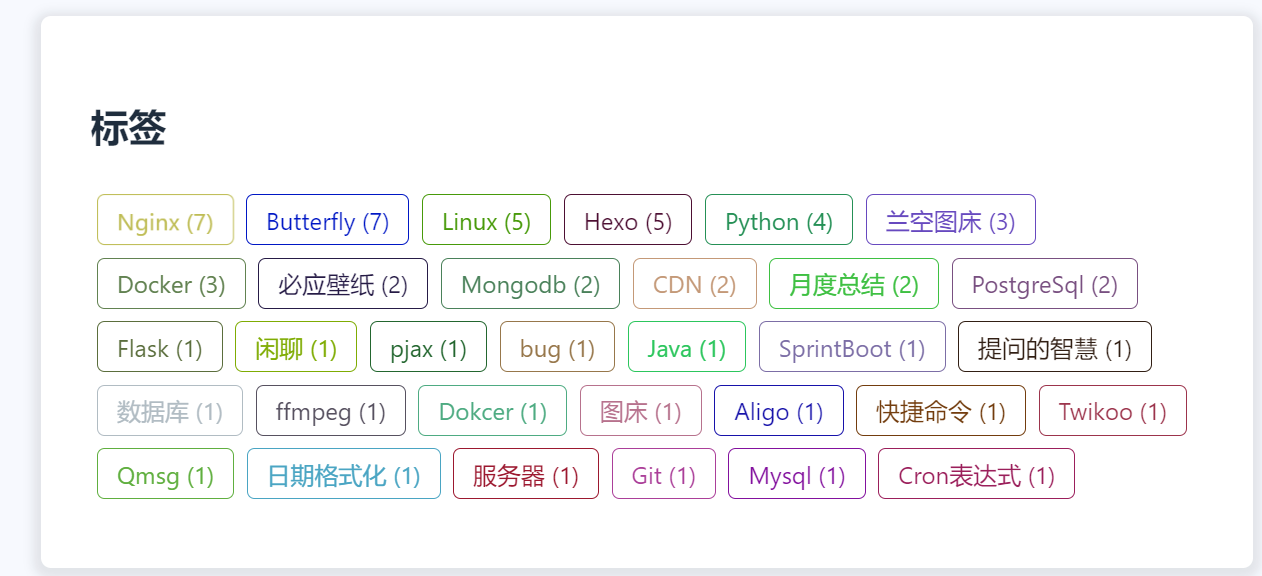 标签
Nginx (7) Butterfly (7) Linux (5) Hexo (5) Python (4) 兰空图床 (3)
Docker (3) 必应壁纸 (2) Mongodb (2) CDN (2) 月度总结 (2) PostgreSql (2)
Flask (1) 闲聊 (1) pjax (1) bug (1) Java (1) SprintBoot (1) 提问的智慧 (1)
数据库 (1) ffmpeg (1) Dokcer (1) 图床 (1) Aligo (1) 快捷命令 (1) Twikoo (1)
Qmsg (1) 日期格式化 (1) 服务器 (1) Git (1) Mysql (1) Cron表达式 (1)